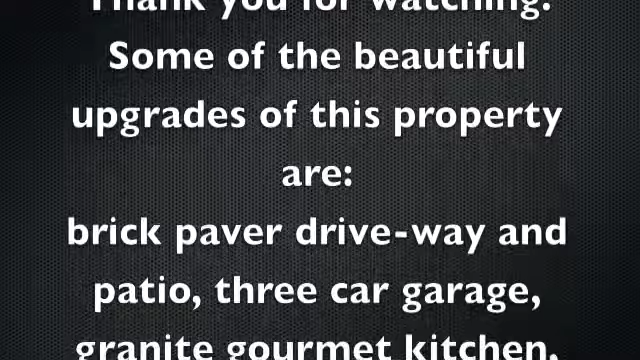 Thank you for watching.
Some of the beautiful
upgrades of this property
are:
brick paver drive-way and
patio, three car garage,
granite gourmet kitchen,